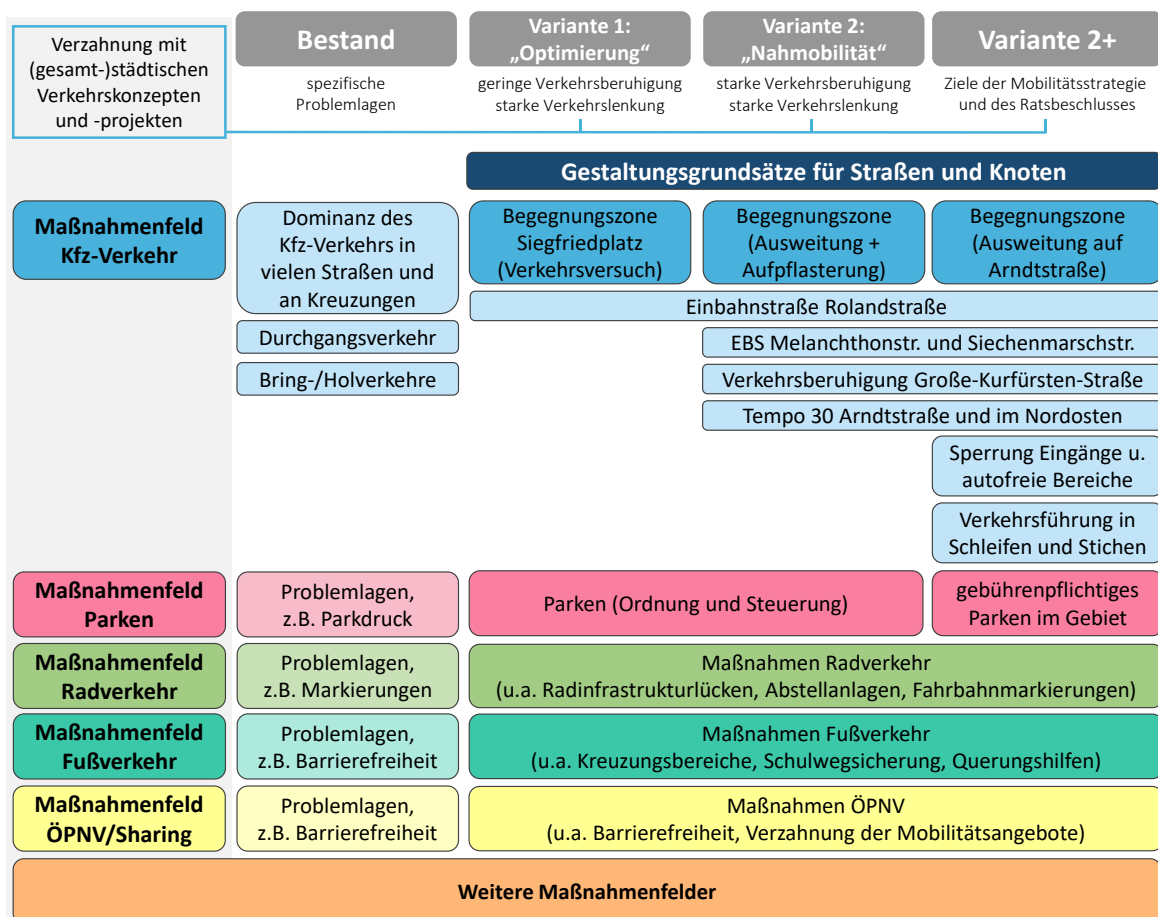 Verzahnung mit
(gesamt-)städtischen
Verkehrskonzepten
und -projekten
Bestand
spezifische
Problemlagen
Variante 1:
„Optimierung“
geringe Verkehrsberuhigung
starke Verkehrslenkung
Variante 2:
„Nahmobilität“
starke Verkehrsberuhigung
starke Verkehrslenkung
Variante 2+
Ziele der Mobilitätsstrategie
und des Ratsbeschlusses
Gestaltungsgrundsätze für Straßen und Knoten
Maßnahmenfeld
Kfz-Verkehr
Dominanz des
Kfz-Verkehrs in
vielen Straßen und
an Kreuzungen
Durchgangsverkehr
Bring-/Holverkehre
Begegnungszone
Siegfriedplatz
(Verkehrsversuch)
Begegnungszone
(Ausweitung +
Aufpflasterung)
Begegnungszone
(Ausweitung auf
Arndtstraße)
Einbahnstraße Rolandstraße
EBS Melanchthonstr. und Siechenmarschstr.
Verkehrsberuhigung Große-Kurfürsten-Straße
Tempo 30 Arndtstraße und im Nordosten
Sperrung Eingänge u.
autofreie Bereiche
Verkehrsführung in
Schleifen und Stichen
Maßnahmenfeld
Parken
Problemlagen,
z.B. Parkdruck
Parken (Ordnung und Steuerung)
gebührenpflichtiges
Parken im Gebiet
Maßnahmenfeld
Radverkehr
Problemlagen,
z.B. Markierungen
Maßnahmen Radverkehr
(u.a. Radinfrastrukturlücken, Abstellanlagen, Fahrbahnmarkierungen)
Maßnahmenfeld
Fußverkehr
Problemlagen,
z.B. Barrierefreiheit
Maßnahmen Fußverkehr
(u.a. Kreuzungsbereiche, Schulwegsicherung, Querungshilfen)
Maßnahmenfeld
ÖPNV/Sharing
Problemlagen,
z.B. Barrierefreiheit
Maßnahmen ÖPNV
(u.a. Barrierefreiheit, Verzahnung der Mobilitätsangebote)
Weitere Maßnahmenfelder